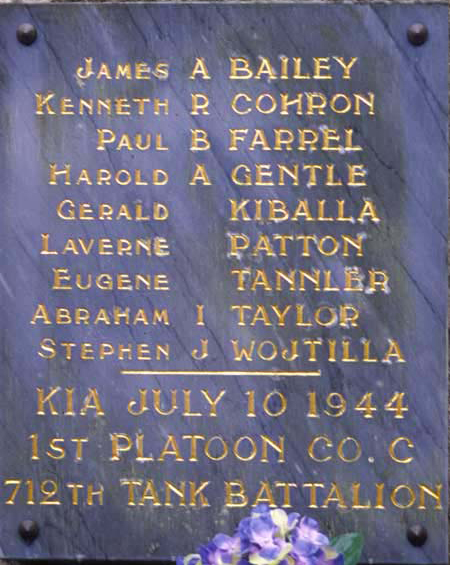 JAMES A BAILEY
KENNETH R COHRON
PAUL B FARREL
HAROLD A GENTLE
GERALD KIBALLA
LAVERNE PATTON
EUGENE TANNLER
ABRAHAM I TAYLOR
STEPHEN J WOJTILLA
KIA JULY 10 1944
1ST PLATOON CO. C
712TH TANK BATTALION